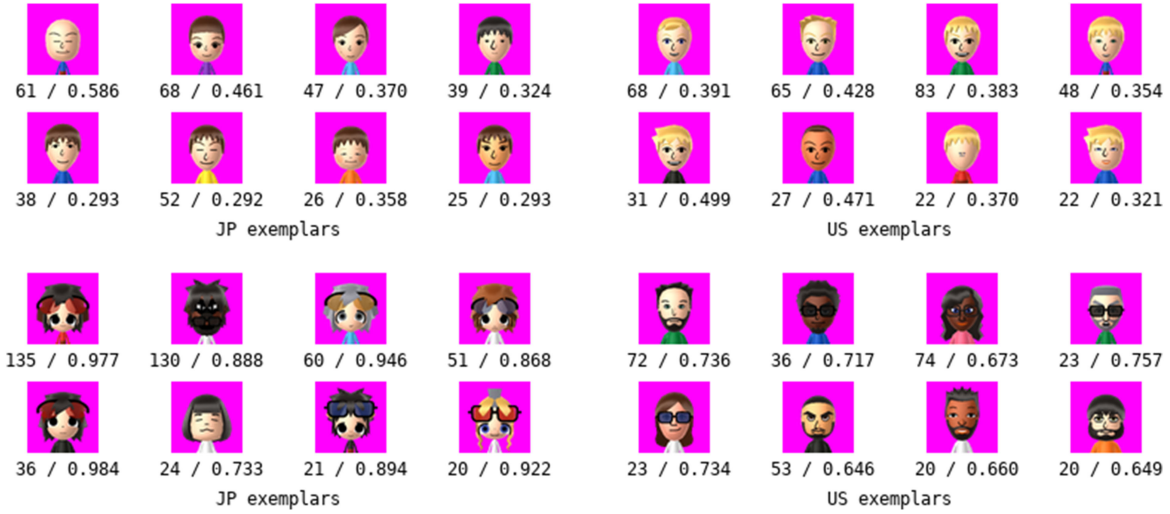 61 / 0.586 68 / 0.461 47 / 0.370 39 / 0.324 68 / 0.391 65 / 0.428 83 / 0.383 48 / 0.354
38 / 0.293 52 / 0.292 26 / 0.358 25 / 0.293 31 / 0.499 27 / 0.471 22 / 0.370 22 / 0.321
JP exemplars US exemplars
135 / 0.977 130 / 0.888 60 / 0.946 51 / 0.868 72 / 0.736 36 / 0.717 74 / 0.673 23 / 0.757
36 / 0.984 24 / 0.733 21 / 0.894 20 / 0.922 23 / 0.734 53 / 0.646 20 / 0.660 20 / 0.649
JP exemplars US exemplars